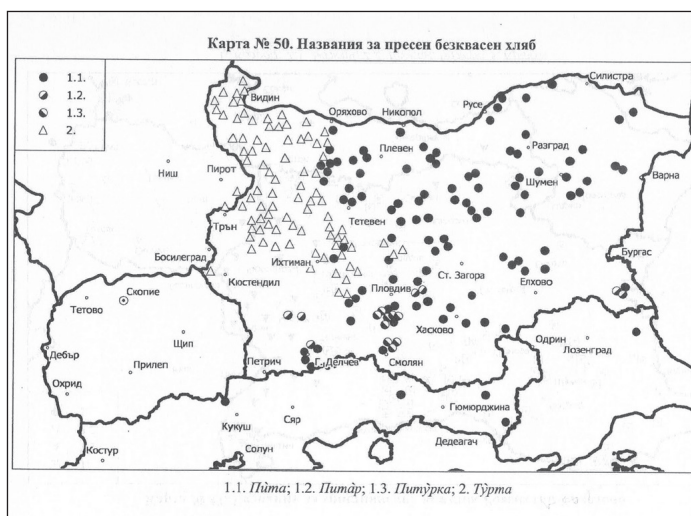 Карта № 50. Названия за пресен безквасен хляб
1.1.
1.2.
1.3.
2.
Видин
Силистра
Оряхово
Никопол
Русе
Плевен
Разград
Ниш
Пирот
Шумен
Варна
Трън
Тетевен
Босилеград
Ихтиман
Бургас
Кюстендил
Ст. Загора
Скопие
Тетово
Пловдив
Елхово
Щип
Хасково
Дебър
Одрин
Лозенград
Прилеп
Петрич
Г. Делчев
Смолян
Охрид
Кукуш
Сяр
Гюмюрджина
Дедеагач
Костур
Солун
1.1. Пѝта; 1.2. Пита̀р; 1.3. Питу̀рка; 2. Ту̀рта